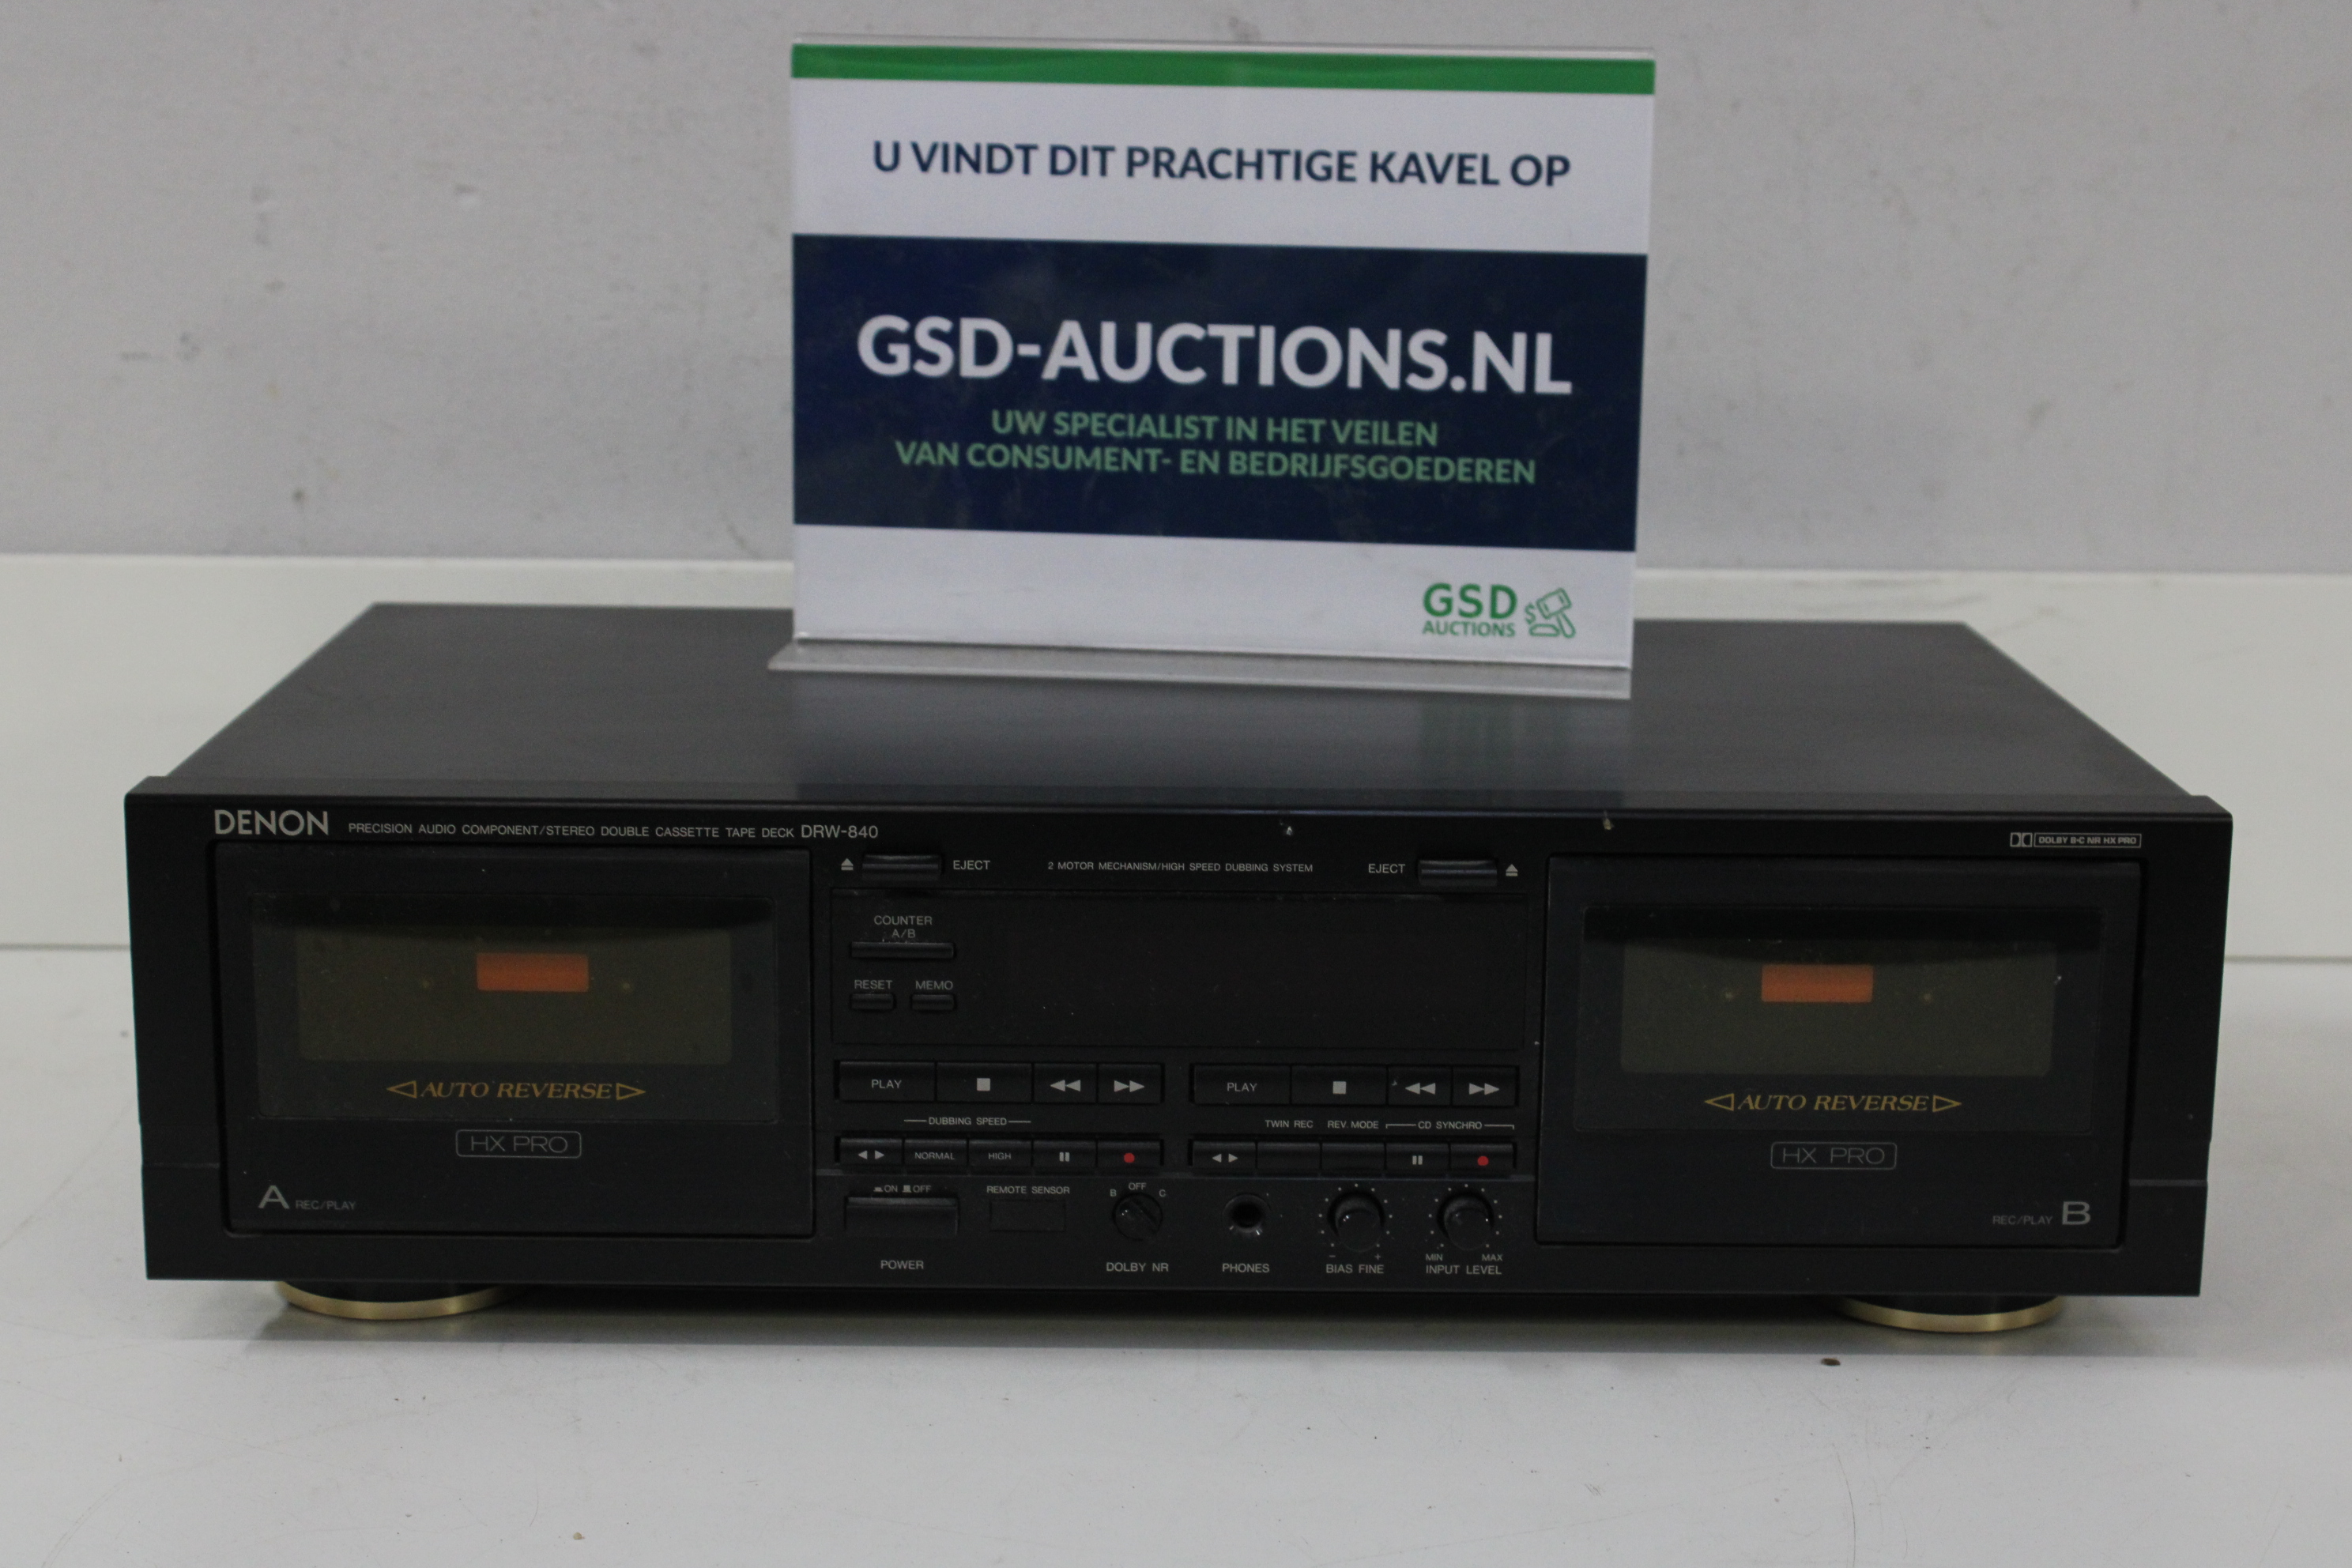 U VINDT DIT PRACHTIGE KAVEL OP
GSD-AUCTIONS.NL
UW SPECIALIST IN HET VEILEN
VAN CONSUMENT- EN BEDRIJFSGOEDEREN
GSD
AUCTIONS
DENON PRECISION AUDIO COMPONENT/STEREO DOUBLE CASSETTE TAPE DECK DRW-840
DOLBY B-C NR HX PRO
EJECT 2 MOTOR MECHANISM/HIGH SPEED DUBBING SYSTEM EJECT
COUNTER
A/B
RESET MEMO
AUTO REVERSE
HX PRO
A REC/PLAY
PLAY
DUBBING SPEED
NORMAL HIGH
PLAY
TWIN REC REV. MODE CD SYNCHRO
ON OFF
POWER
REMOTE SENSOR
B OFF C
DOLBY NR
PHONES
- +
BIAS FINE
MIN MAX
INPUT LEVEL
AUTO REVERSE
HX PRO
REC/PLAY B